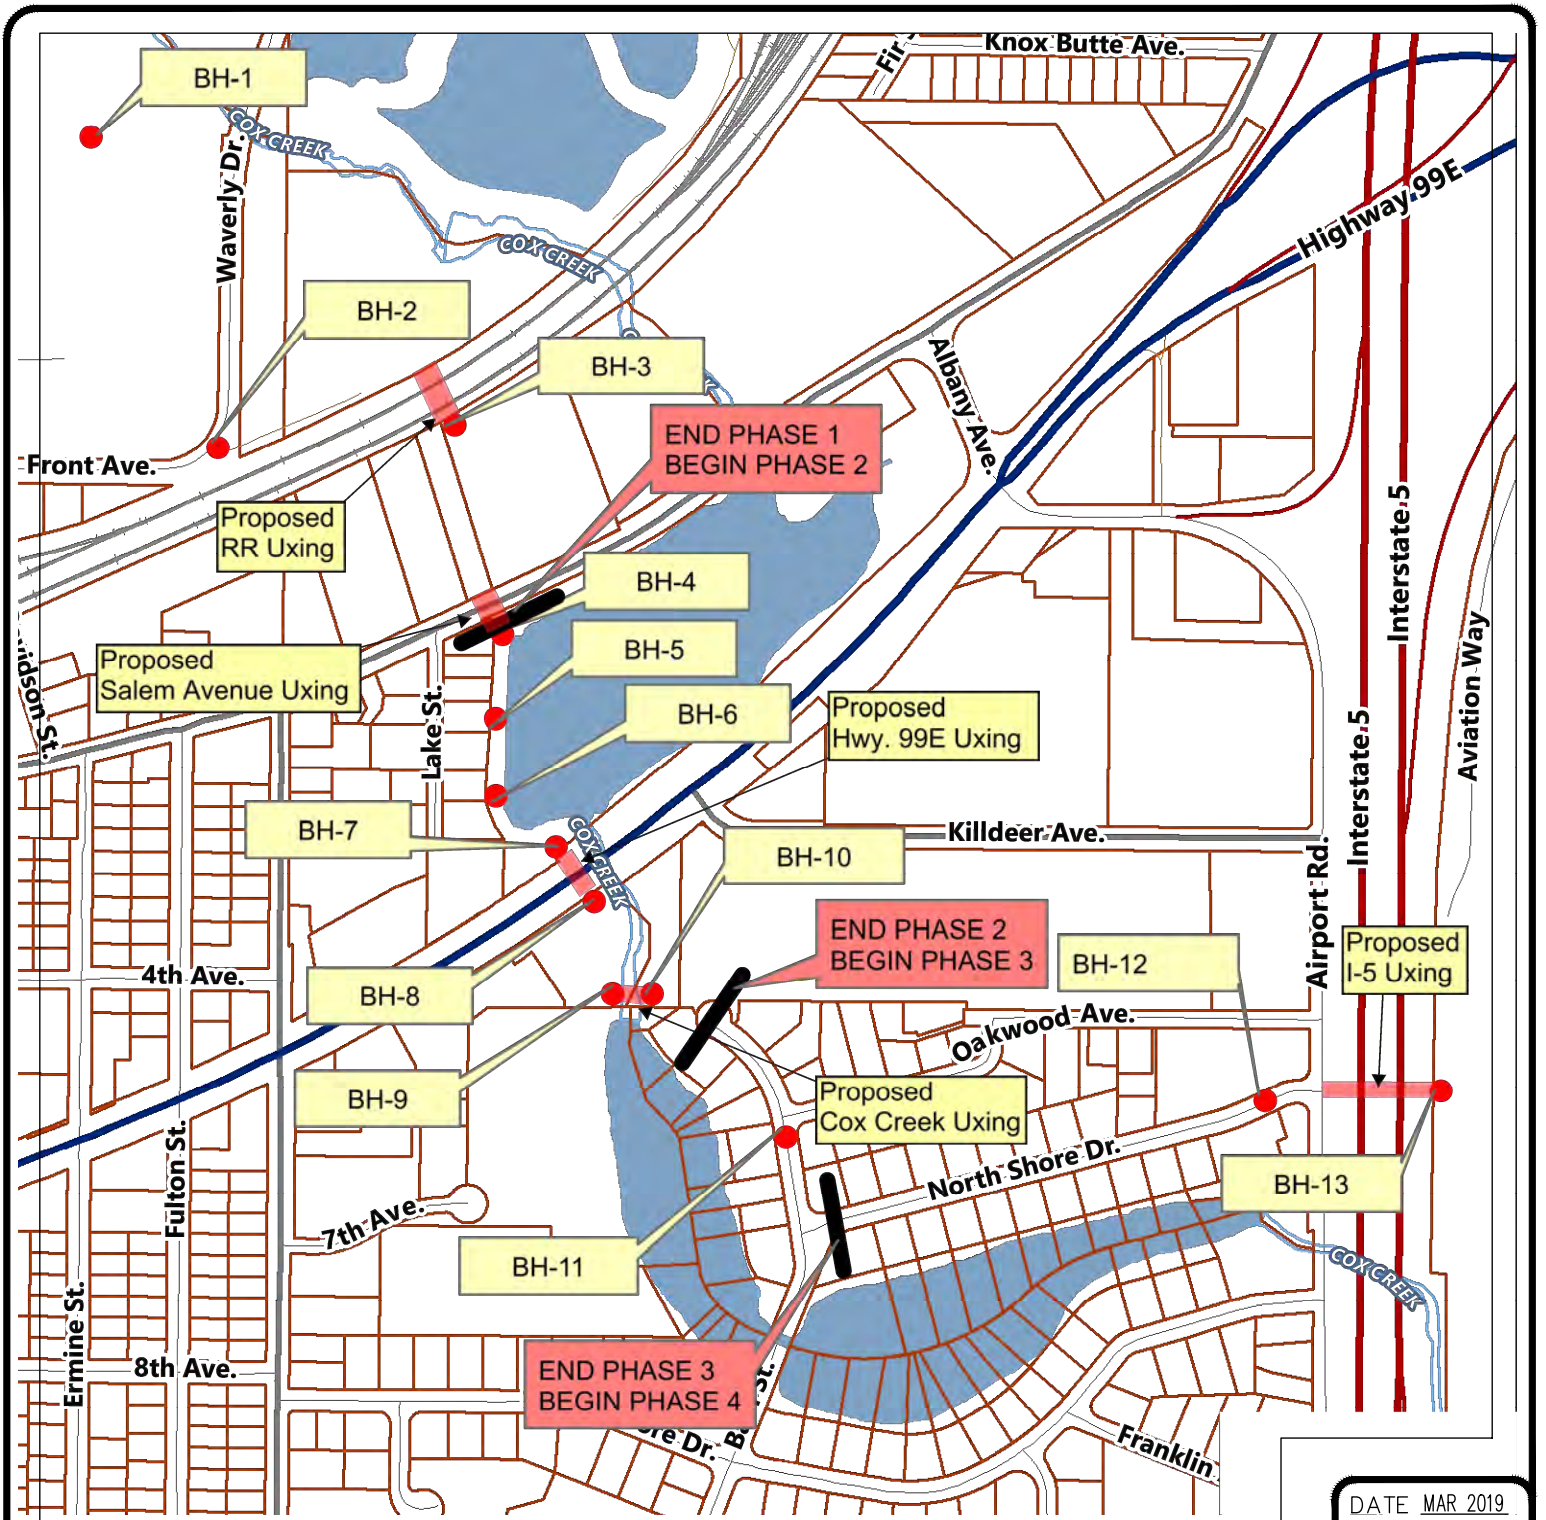 Knox Butte Ave.
Fir
BH-1
COX CREEK
Waverly Dr.
Highway 99E
COX CREEK
BH-2
BH-3
Albany Ave.
END PHASE 1
BEGIN PHASE 2
Front Ave.
Proposed
RR Uxing
Interstate 5
BH-4
BH-5
Proposed
Salem Avenue Uxing
Aviation Way
BH-6
Proposed
Hwy. 99E Uxing
Lake St.
Interstate 5
BH-7
COX CREEK
Killdeer Ave.
BH-10
Airport Rd.
END PHASE 2
BEGIN PHASE 3
BH-12
Proposed
I-5 Uxing
4th Ave.
BH-8
Oakwood Ave.
BH-9
Proposed
Cox Creek Uxing
Fulton St.
North Shore Dr.
BH-13
7th Ave.
BH-11
COX CREEK
Ermine St.
8th Ave.
END PHASE 3
BEGIN PHASE 4
St.
Dr.
Franklin
DATE MAR 2019